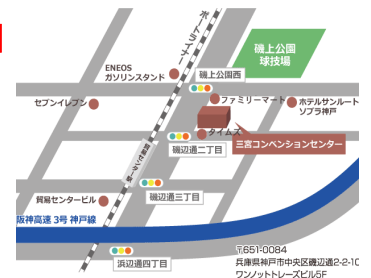 ポートライナー
磯上公園
球技場
ENEOS
ガソリンスタンド
磯上公園西
セブンイレブン
ファミリーマート
ホテルサンルート
ソプラ神戸
タイムズ
磯辺通二丁目
三宮コンベンションセンター
貿易センター駅
貿易センタービル
磯辺通三丁目
阪神高速 3号 神戸線
浜辺通四丁目
〒651-0084
兵庫県神戸市中央区磯辺通2-2-10
ワンノットトレーズビル5F